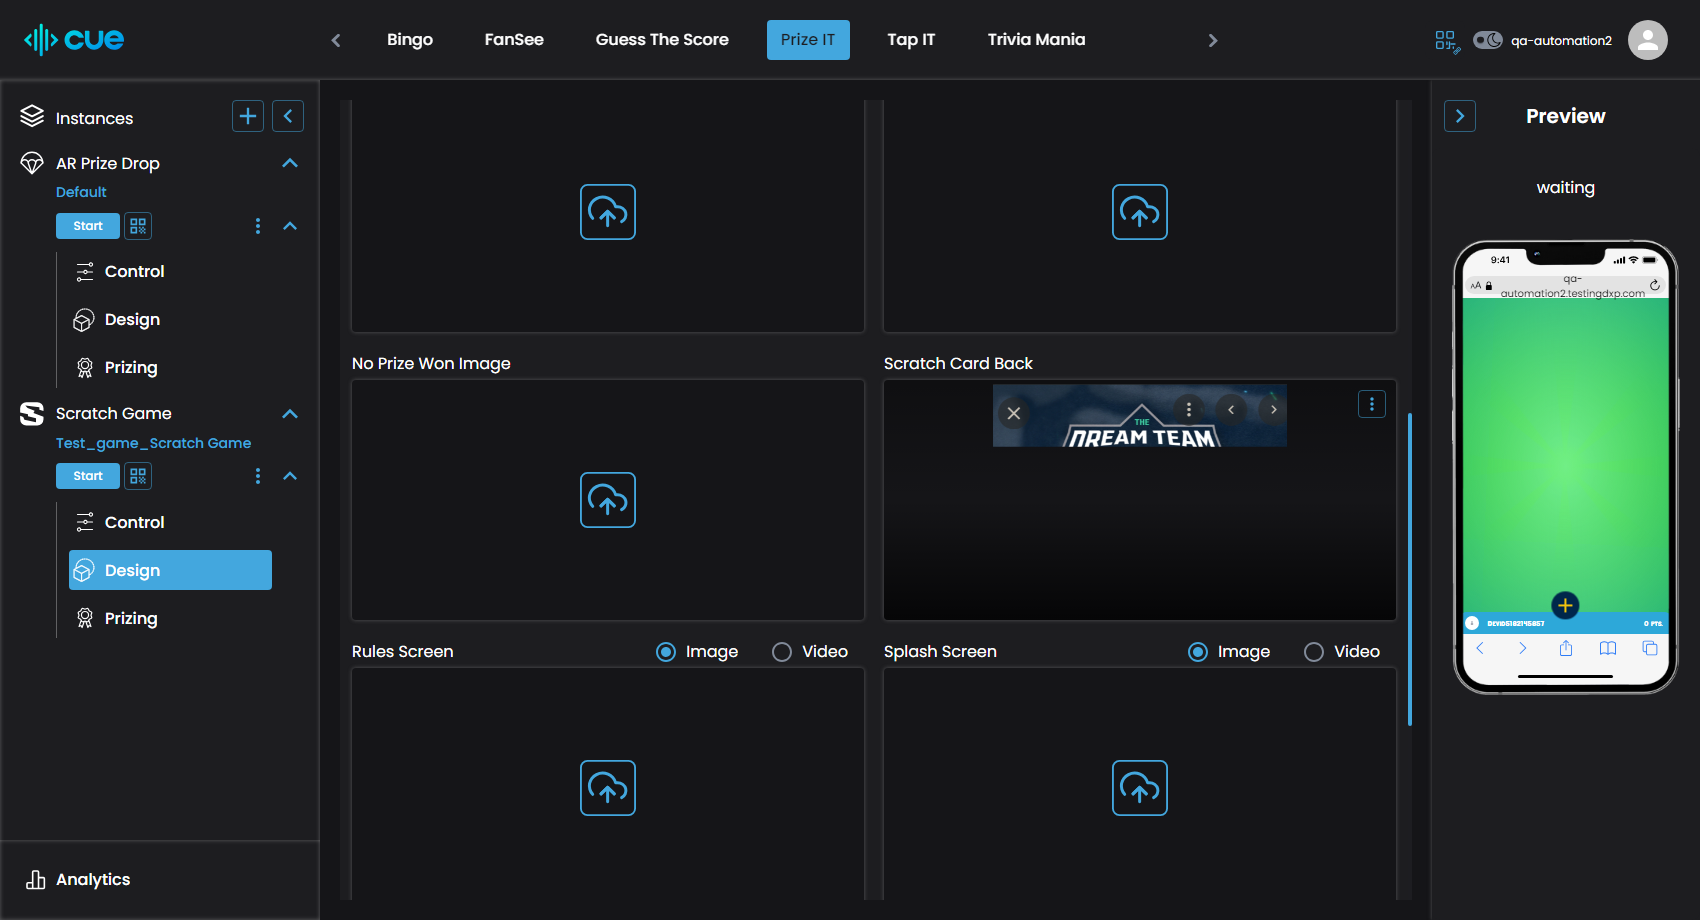 cue
Bingo
FanSee
Guess The Score
Prize IT
Tap IT
Trivia Mania
qa-automation2
Instances
AR Prize Drop
Default
Start
Control
Design
Prizing
Scratch Game
Test_game_Scratch Game
Start
Control
Design
Prizing
Analytics
No Prize Won Image
Scratch Card Back
THE
DREAM TEAM
Rules Screen
Image
Video
Splash Screen
Image
Video
Preview
waiting
9:41
AA
qa-
automation2.testingdxp.com
0 PTS.